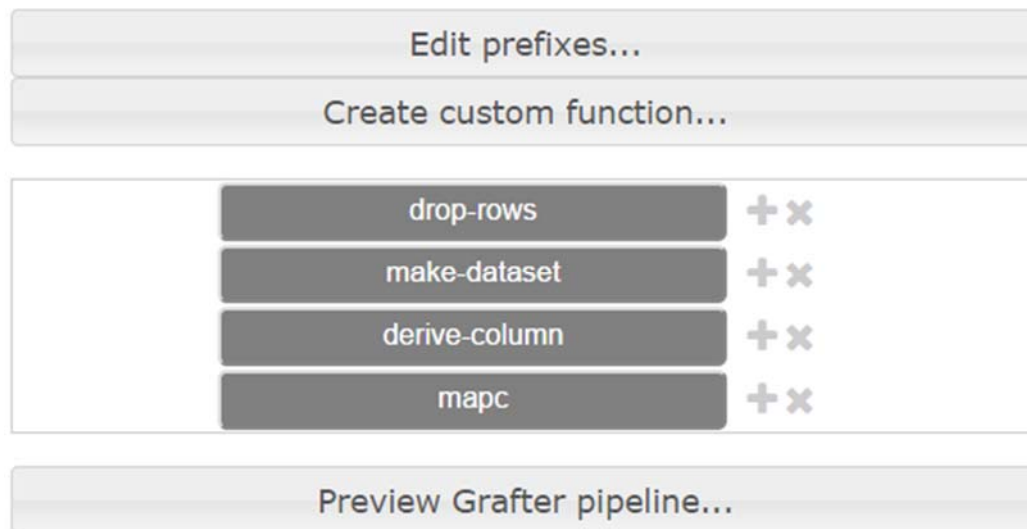 Edit prefixes...
Create custom function...
drop-rows
make-dataset
derive-column
mapc
Preview Grafter pipeline...